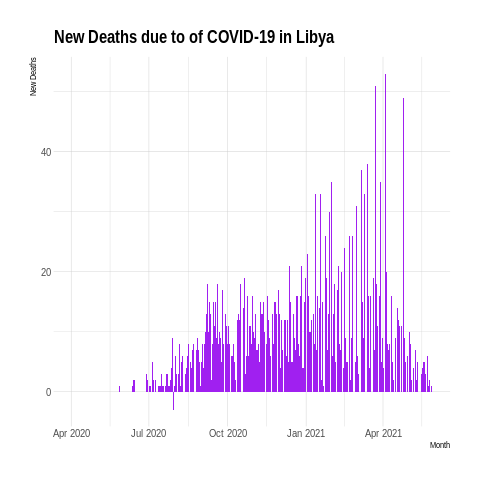 New Deaths due to of COVID-19 in Libya
New Deaths
40
20
0
Apr 2020 Jul 2020 Oct 2020 Jan 2021 Apr 2021
Month